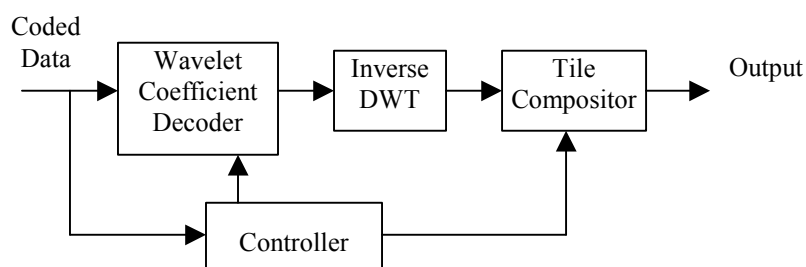 Coded
Data
Wavelet
Coefficient
Decoder
Inverse
DWT
Tile
Compositor
Output
Controller